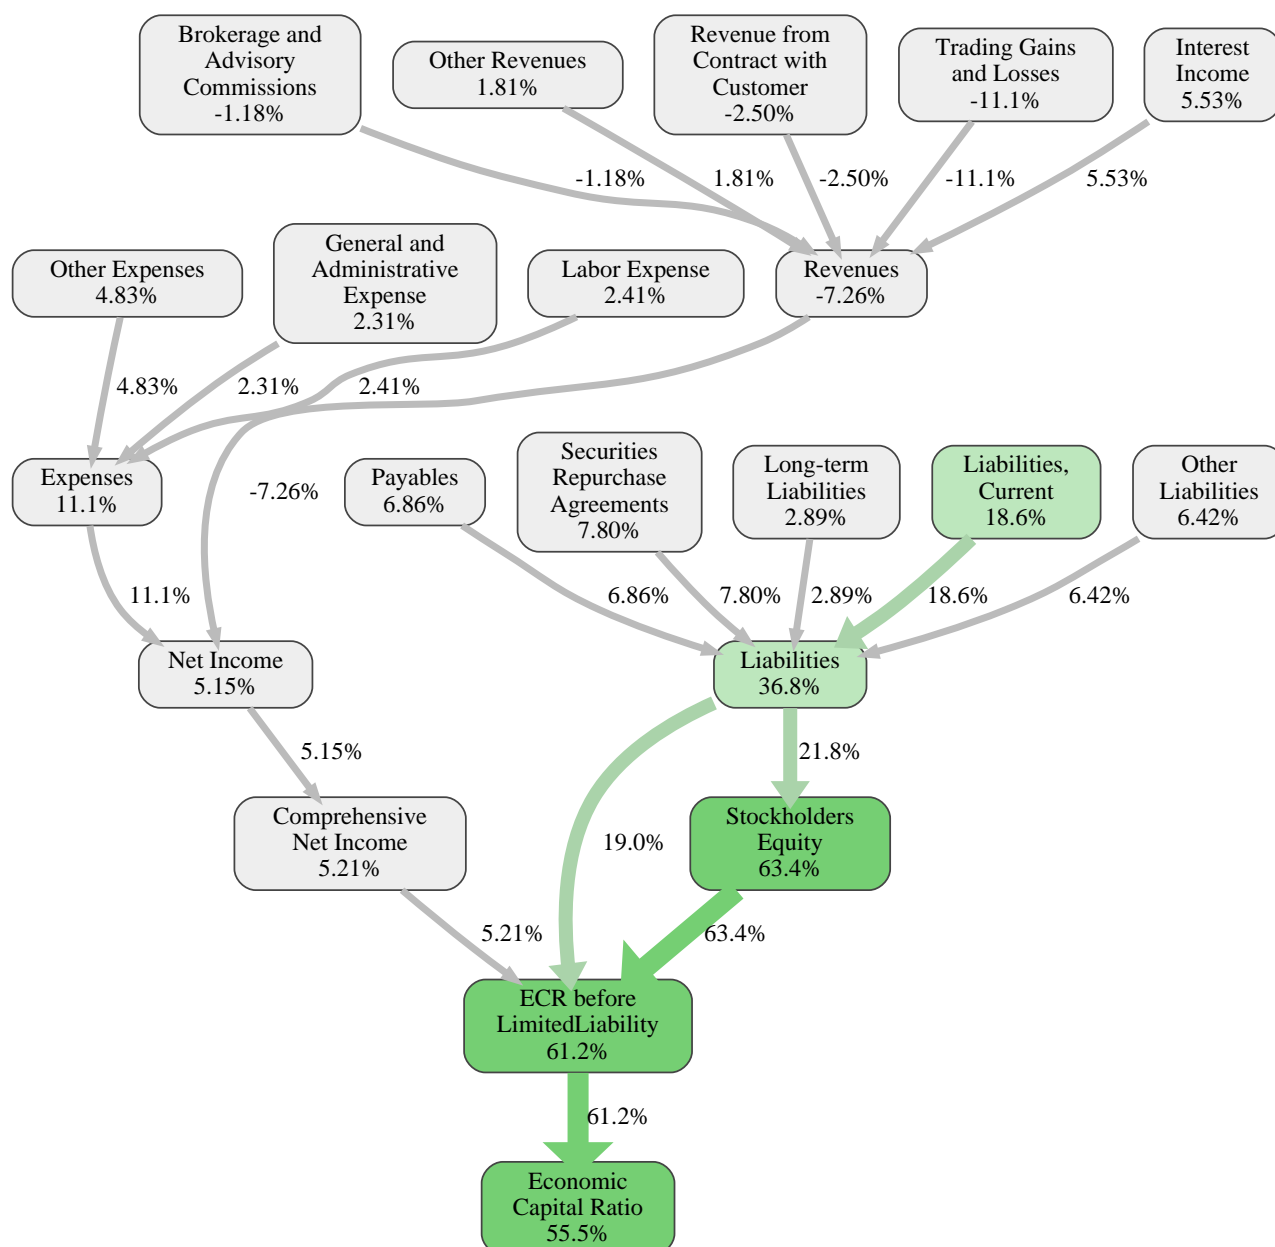 Brokerage and
Advisory
Commissions
-1.18%
Other Revenues
1.81%
Revenue from
Contract with
Customer
-2.50%
Trading Gains
and Losses
-11.1%
Interest
Income
5.53%
-1.18%
1.81%
-2.50%
-11.1%
5.53%
Other Expenses
4.83%
General and
Administrative
Expense
2.31%
Labor Expense
2.41%
Revenues
-7.26%
4.83%
2.31%
2.41%
Expenses
11.1%
-7.26%
Payables
6.86%
Securities
Repurchase
Agreements
7.80%
Long-term
Liabilities
2.89%
Liabilities,
Current
18.6%
Other
Liabilities
6.42%
11.1%
6.86%
7.80%
2.89%
18.6%
6.42%
Net Income
5.15%
Liabilities
36.8%
5.15%
21.8%
Comprehensive
Net Income
5.21%
19.0%
Stockholders
Equity
63.4%
5.21%
63.4%
ECR before
LimitedLiability
61.2%
61.2%
Economic
Capital Ratio
55.5%